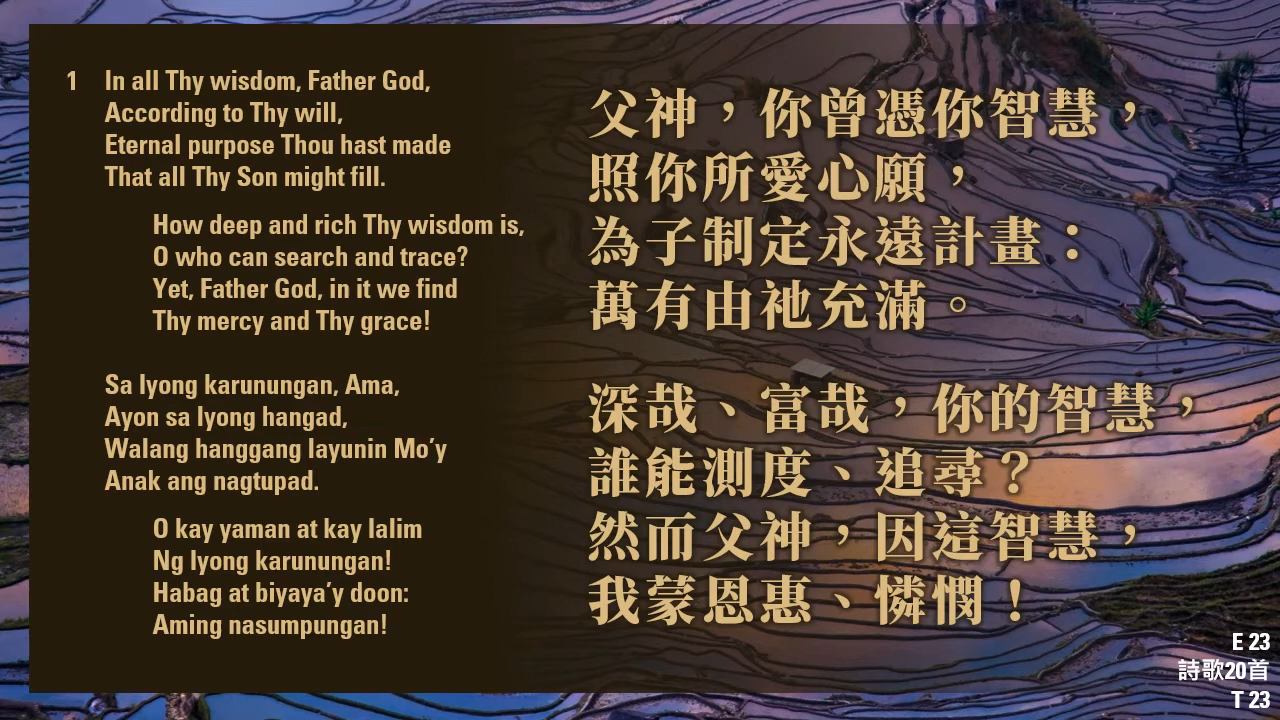 1 In all Thy wisdom, Father God,
According to Thy will,
Eternal purpose Thou hast made
That all Thy Son might fill.
How deep and rich Thy wisdom is,
O who can search and trace?
Yet, Father God, in it we find
Thy mercy and Thy grace!
Sa Iyong karunungan, Ama,
Ayon sa Iyong hangad,
Walang hanggang layunin Mo’y
Anak ang nagtupad.
O kay yaman at kay lalim
Ng Iyong karunungan!
Habag at biyaya’y doon:
Aming nasumpungan!
父神，你曾憑你智慧，
照你所愛心願，
為子制定永遠計畫：
萬有由祂充滿。
深哉、富哉，你的智慧，
誰能測度、追尋？
然而父神，因這智慧，
我蒙恩惠、憐憫！
E 23
詩歌20首
T 23